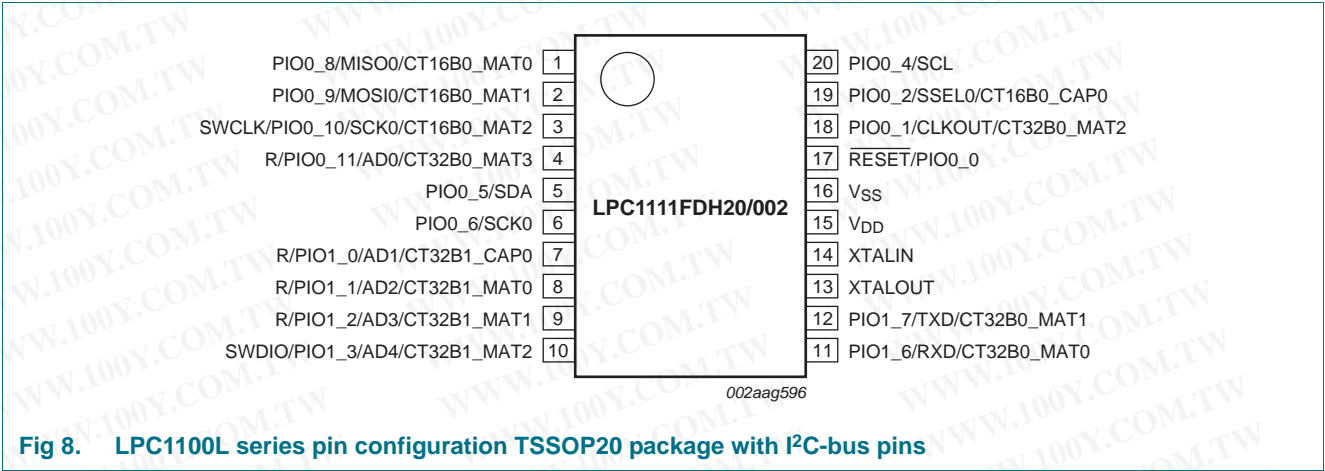 PIO0_8/MISO0/CT16B0_MAT0 1
PIO0_9/MOSI0/CT16B0_MAT1 2
SWCLK/PIO0_10/SCK0/CT16B0_MAT2 3
R/PIO0_11/AD0/CT32B0_MAT3 4
PIO0_5/SDA 5
PIO0_6/SCK0 6
R/PIO1_0/AD1/CT32B1_CAP0 7
R/PIO1_1/AD2/CT32B1_MAT0 8
R/PIO1_2/AD3/CT32B1_MAT1 9
SWDIO/PIO1_3/AD4/CT32B1_MAT2 10
LPC1111FDH20/002
20 PIO0_4/SCL
19 PIO0_2/SSEL0/CT16B0_CAP0
18 PIO0_1/CLKOUT/CT32B0_MAT2
17 RESET/PIO0_0
16 VSS
15 VDD
14 XTALIN
13 XTALOUT
12 PIO1_7/TXD/CT32B0_MAT1
11 PIO1_6/RXD/CT32B0_MAT0
002aag596
Fig 8. LPC1100L series pin configuration TSSOP20 package with I2C-bus pins
WWW.100Y.COM.TW